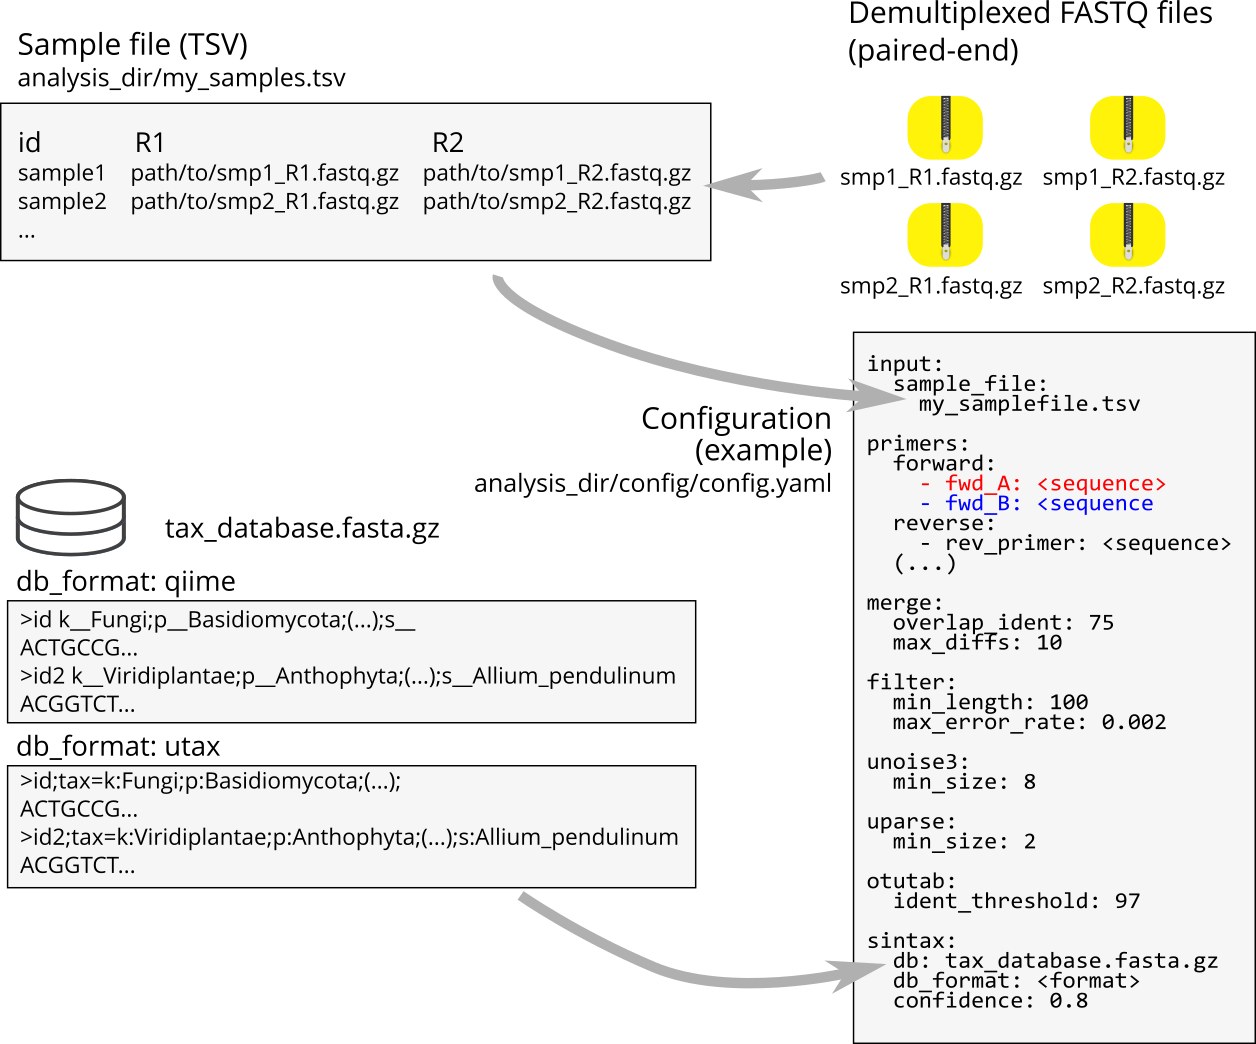 Sample file (TSV)
analysis_dir/my_samples.tsv
id R1 R2
sample1 path/to/smp1_R1.fastq.gz path/to/smp1_R2.fastq.gz
sample2 path/to/smp2_R1.fastq.gz path/to/smp2_R2.fastq.gz
...
Demultiplexed FASTQ files
(paired-end)
smp1_R1.fastq.gz smp1_R2.fastq.gz
smp2_R1.fastq.gz smp2_R2.fastq.gz
Configuration
(example)
analysis_dir/config/config.yaml
input:
  sample_file:
    my_samplefile.tsv
primers:
  forward:
    - fwd_A: <sequence>
    - fwd_B: <sequence
  reverse:
    - rev_primer: <sequence>
  (...)
merge:
  overlap_ident: 75
  max_diffs: 10
filter:
  min_length: 100
  max_error_rate: 0.002
unoise3:
  min_size: 8
uparse:
  min_size: 2
otutab:
  ident_threshold: 97
sintax:
  db: tax_database.fasta.gz
  db_format: <format>
  confidence: 0.8
tax_database.fasta.gz
db_format: qiime
>id k__Fungi;p__Basidiomycota;(...);s__
ACTGCCG...
>id2 k__Viridiplantae;p__Anthophyta;(...);s__Allium_pendulinum
ACGGTCT...
db_format: utax
>id;tax=k:Fungi;p:Basidiomycota;(...);
ACTGCCG...
>id2;tax=k:Viridiplantae;p:Anthophyta;(...);s:Allium_pendulinum
ACGGTCT...